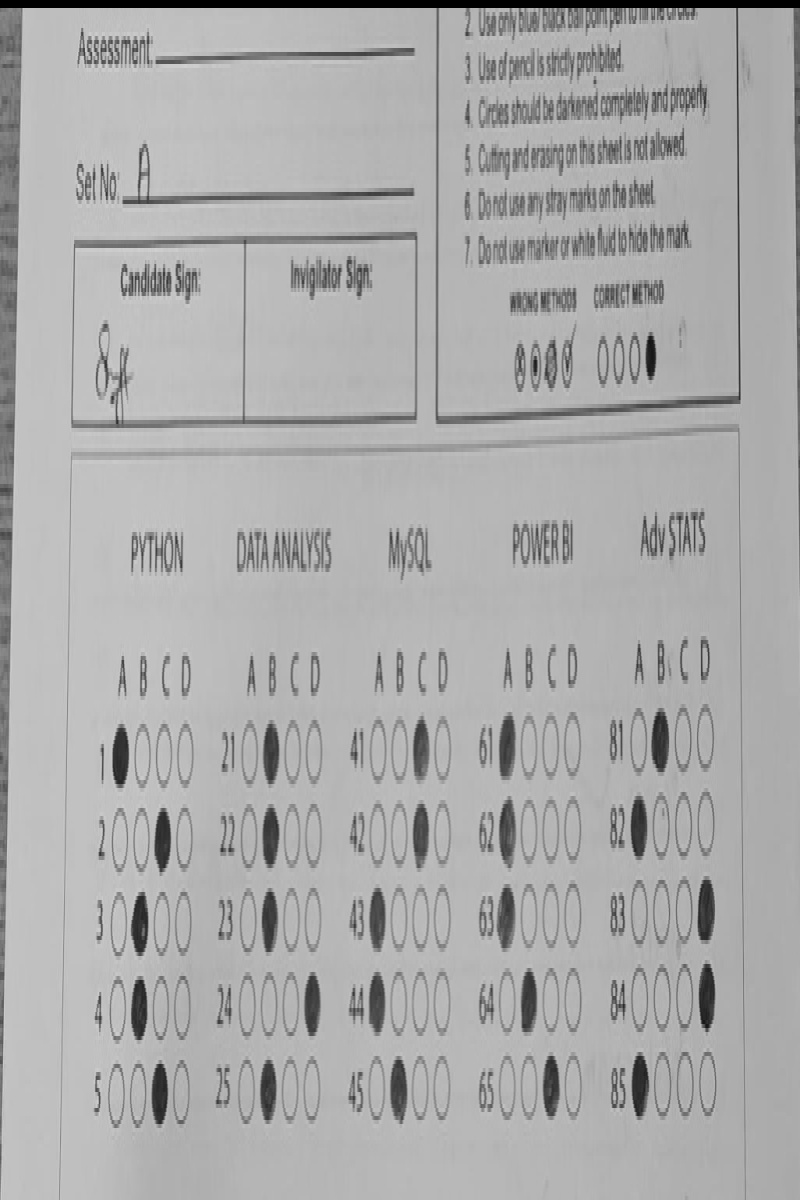 Assessment:
Set No: A
Candidate Sign:
Invigilator Sign:
2. Use only blue/ black ball point pen to fill the circles.
3. Use of pencil is strictly prohibited.
4. Circles should be darkened completely and properly.
5. Cutting and erasing on this sheet is not allowed.
6. Do not use any stray marks on the sheet.
7. Do not use marker or white fluid to hide the mark.
WRONG METHODS CORRECT METHOD
PYTHON DATA ANALYSIS MySQL POWER BI Adv STATS
A B C D A B C D A B C D A B C D A B C D
1 21 41 61 81
2 22 42 62 82
3 23 43 63 83
4 24 44 64 84
5 25 45 65 85